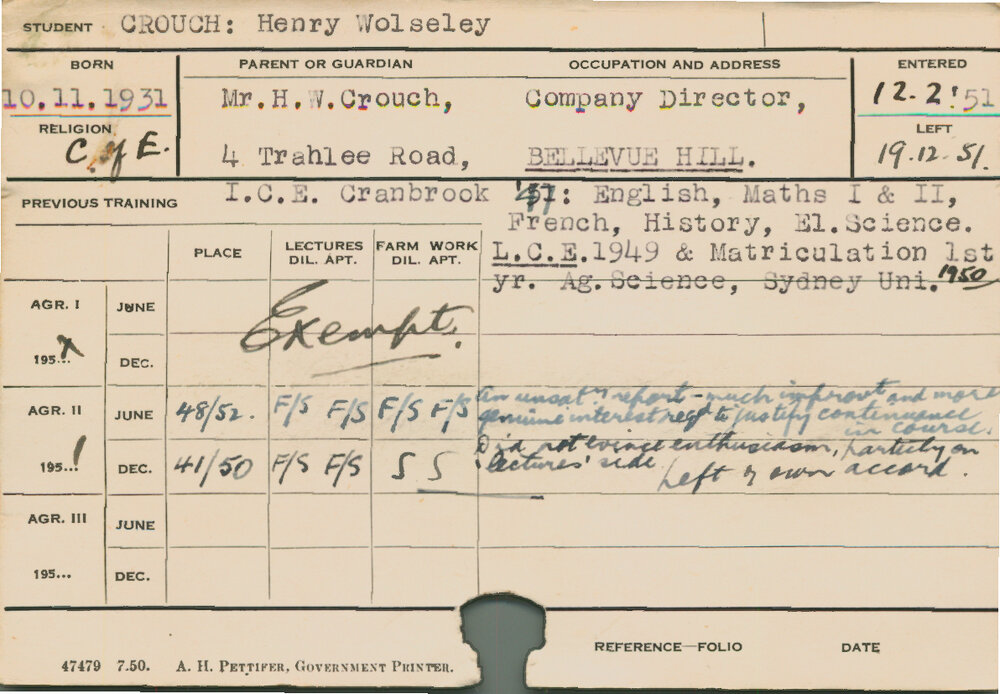 STUDENT CROUCH: Henry Wolseley
BORN PARENT OR GUARDIAN OCCUPATION AND ADDRESS ENTERED
10.11.1931 Mr.H.W.Crouch, Company Director, 12.2.'51
RELIGION LEFT
C of E. 4 Trahlee Road, BELLEVUE HILL. 19.12.51.
PREVIOUS TRAINING I.C.E. Cranbrook '47: English, Maths I & II,
French, History, El.Science.
L.C.E.1949 & Matriculation 1st
yr. Ag.Science, Sydney Uni. 1950
PLACE LECTURES DIL. APT. FARM WORK DIL. APT.
AGR. I JUNE
Exempt.
195...x DEC.
AGR. II JUNE 48/52. F/S F/S F/S F/S An unsaty report - much improvt and more
genuine interest reqd to justify continuance
in course.
195...1 DEC. 41/50 F/S F/S S S Did not evince enthusiasm, partcly on
'lectures' side. Left of own accord.
AGR. III JUNE
195... DEC.
REFERENCE—FOLIO DATE
47479 7.50. A. H. PETTIFER, GOVERNMENT PRINTER.